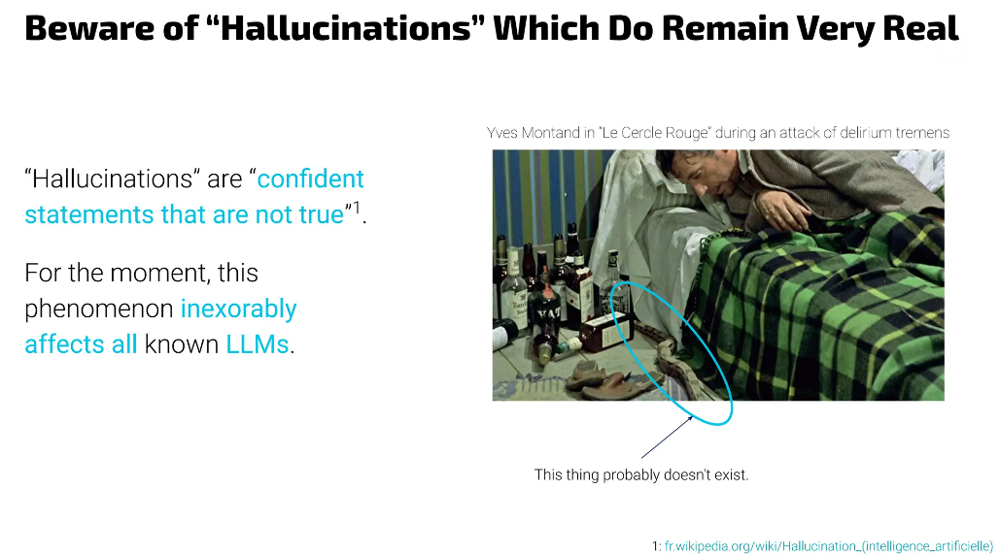 Beware of “Hallucinations” Which Do Remain Very Real
Yves Montand in “Le Cercle Rouge” during an attack of delirium tremens
“Hallucinations” are “confident
statements that are not true”1.
For the moment, this
phenomenon inexorably
affects all known LLMs.
This thing probably doesn't exist.
1: fr.wikipedia.org/wiki/Hallucination_(intelligence_artificielle)